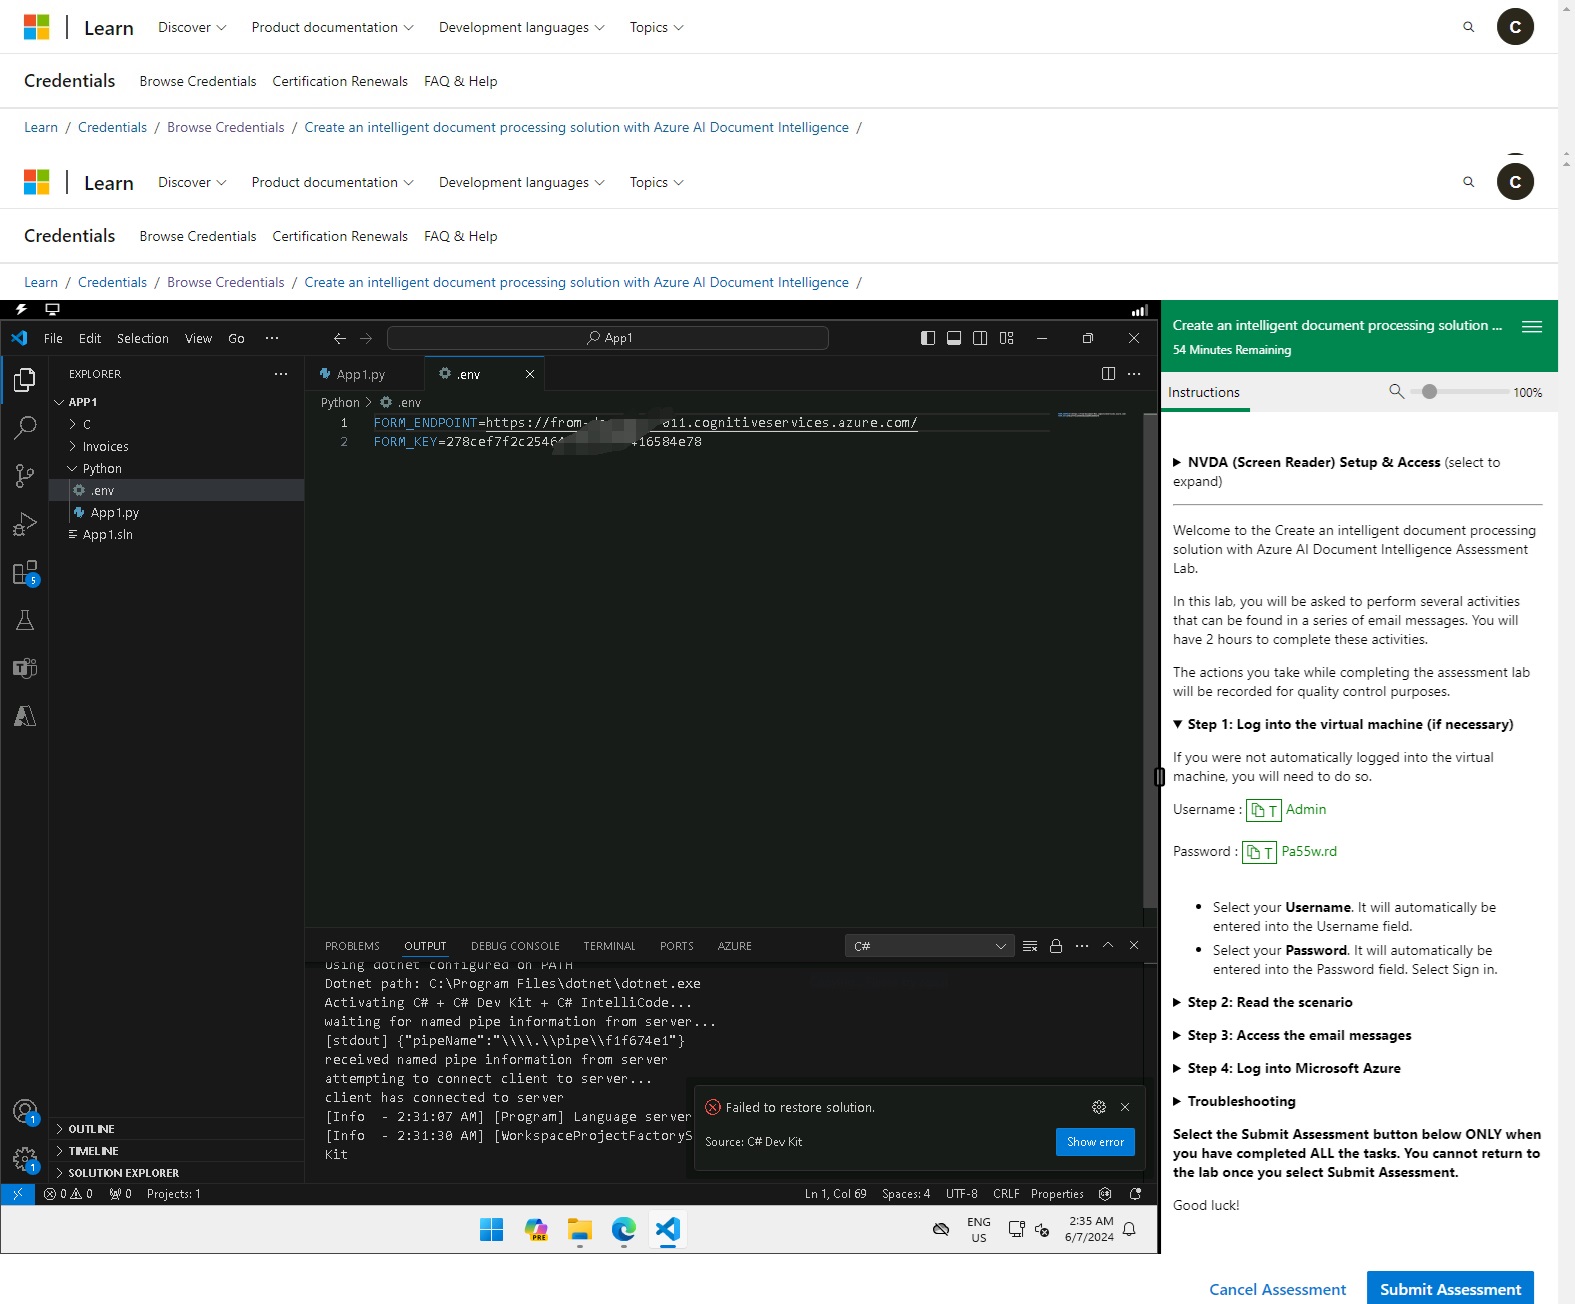 Learn Discover Product documentation Development languages Topics C
Credentials Browse Credentials Certification Renewals FAQ & Help
Learn / Credentials / Browse Credentials / Create an intelligent document processing solution with Azure AI Document Intelligence /
Learn Discover Product documentation Development languages Topics C
Credentials Browse Credentials Certification Renewals FAQ & Help
Learn / Credentials / Browse Credentials / Create an intelligent document processing solution with Azure AI Document Intelligence /
File Edit Selection View Go ··· App1
EXPLORER ···
APP1
C
Invoices
Python
.env
App1.py
App1.sln
5
1
1
OUTLINE
TIMELINE
SOLUTION EXPLORER
App1.py .env
Python > .env
1 FORM_ENDPOINT=https://from- 011.cognitiveservices.azure.com/
2 FORM_KEY=278cef7f2c2546 16584e78
PROBLEMS OUTPUT DEBUG CONSOLE TERMINAL PORTS AZURE C#
Using dotnet configured on PATH
Dotnet path: C:\Program Files\dotnet\dotnet.exe
Activating C# + C# Dev Kit + C# IntelliCode...
waiting for named pipe information from server...
[stdout] {"pipeName":"\\\\.\\pipe\\f1f674e1"}
received named pipe information from server
attempting to connect client to server...
client has connected to server
[Info  - 2:31:07 AM] [Program] Language server
[Info  - 2:31:30 AM] [WorkspaceProjectFactoryS
Kit
Failed to restore solution.
Source: C# Dev Kit
Show error
0 0 0 Projects: 1 Ln 1, Col 69 Spaces: 4 UTF-8 CRLF Properties
PRE
ENG
US
2:35 AM
6/7/2024
Create an intelligent document processing solution ...
54 Minutes Remaining
Instructions 100%
NVDA (Screen Reader) Setup & Access (select to
expand)
Welcome to the Create an intelligent document processing
solution with Azure AI Document Intelligence Assessment
Lab.
In this lab, you will be asked to perform several activities
that can be found in a series of email messages. You will
have 2 hours to complete these activities.
The actions you take while completing the assessment lab
will be recorded for quality control purposes.
Step 1: Log into the virtual machine (if necessary)
If you were not automatically logged into the virtual
machine, you will need to do so.
Username : T Admin
Password : T Pa55w.rd
• Select your Username. It will automatically be
entered into the Username field.
• Select your Password. It will automatically be
entered into the Password field. Select Sign in.
Step 2: Read the scenario
Step 3: Access the email messages
Step 4: Log into Microsoft Azure
Troubleshooting
Select the Submit Assessment button below ONLY when
you have completed ALL the tasks. You cannot return to
the lab once you select Submit Assessment.
Good luck!
Cancel Assessment Submit Assessment